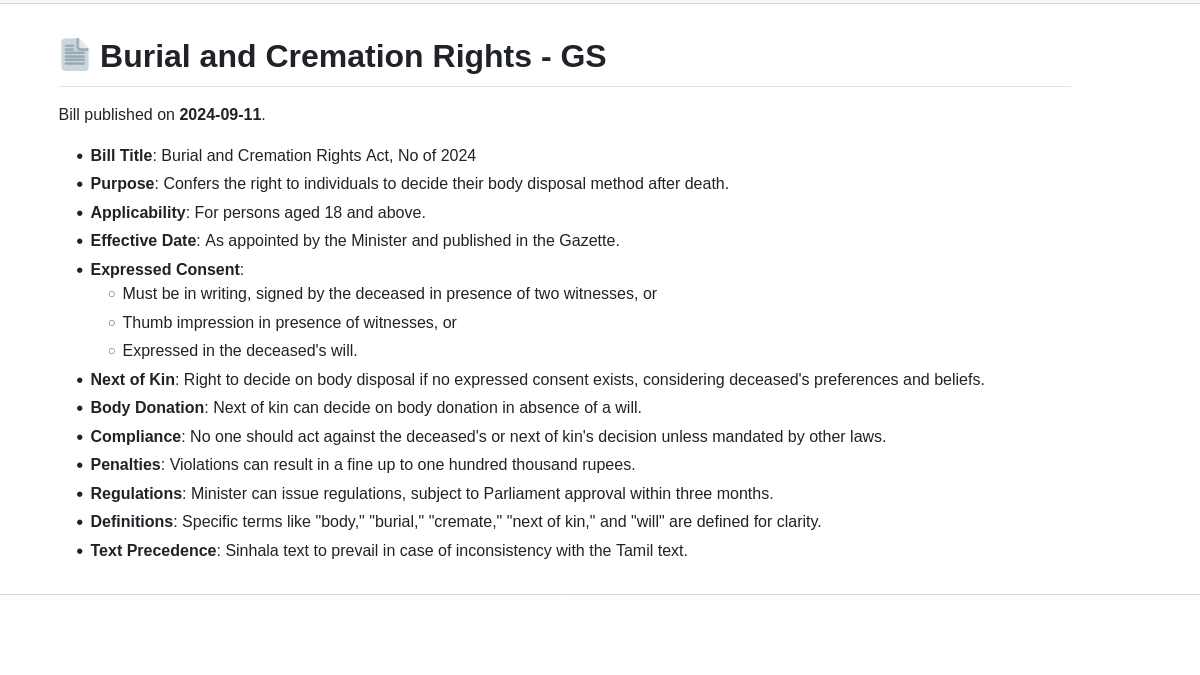 Burial and Cremation Rights - GS
Bill published on 2024-09-11.
Bill Title: Burial and Cremation Rights Act, No of 2024
Purpose: Confers the right to individuals to decide their body disposal method after death.
Applicability: For persons aged 18 and above.
Effective Date: As appointed by the Minister and published in the Gazette.
Expressed Consent:
Must be in writing, signed by the deceased in presence of two witnesses, or
Thumb impression in presence of witnesses, or
Expressed in the deceased's will.
Next of Kin: Right to decide on body disposal if no expressed consent exists, considering deceased's preferences and beliefs.
Body Donation: Next of kin can decide on body donation in absence of a will.
Compliance: No one should act against the deceased's or next of kin's decision unless mandated by other laws.
Penalties: Violations can result in a fine up to one hundred thousand rupees.
Regulations: Minister can issue regulations, subject to Parliament approval within three months.
Definitions: Specific terms like "body," "burial," "cremate," "next of kin," and "will" are defined for clarity.
Text Precedence: Sinhala text to prevail in case of inconsistency with the Tamil text.